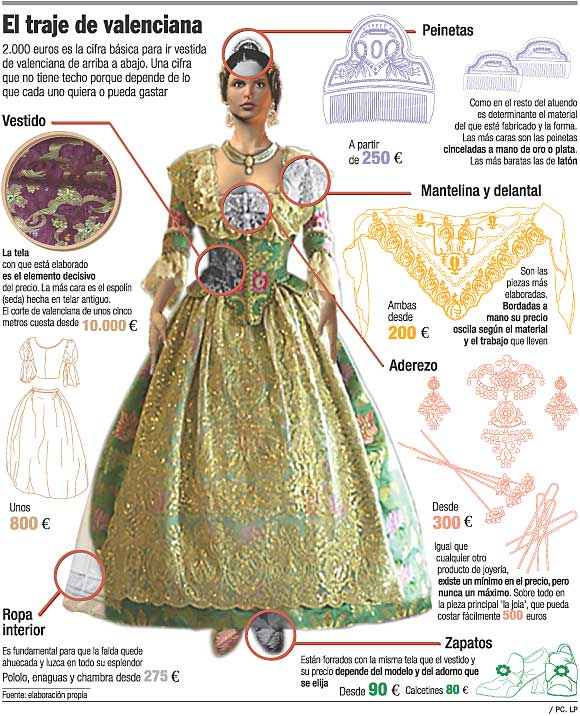 El traje de valenciana
2.000 euros es la cifra básica para ir vestida
de valenciana de arriba a abajo. Una cifra
que no tiene techo porque depende de lo
que cada uno quiera o pueda gastar
Peinetas
A partir
de 250 €
Como en el resto del atuendo
es determinante el material
del que esté fabricado y la forma.
Las más caras son las peinetas
cinceladas a mano de oro o plata.
Las más baratas las de latón
Vestido
La tela
con que está elaborado
es el elemento decisivo
del precio. La más cara es el espolín
(seda) hecha en telar antiguo.
El corte de valenciana de unos cinco
metros cuesta desde 10.000 €
Unos
800 €
Mantelina y delantal
Ambas
desde
200 €
Son las
piezas más
elaboradas.
Bordadas a
mano su precio
oscila según el material
y el trabajo que lleven
Aderezo
Desde
300 €
Igual que
cualquier otro
producto de joyería,
existe un mínimo en el precio, pero
nunca un máximo. Sobre todo en
la pieza principal 'la joia', que pueda
costar fácilmente 500 euros
Ropa
interior
Es fundamental para que la falda quede
ahuecada y luzca en todo su esplendor
Pololo, enaguas y chambra desde 275 €
Fuente: elaboración propia
Zapatos
Están forrados con la misma tela que el vestido y
su precio depende del modelo y del adorno que
se elija
Desde 90 € Calcetines 80 €
/ PC. LP